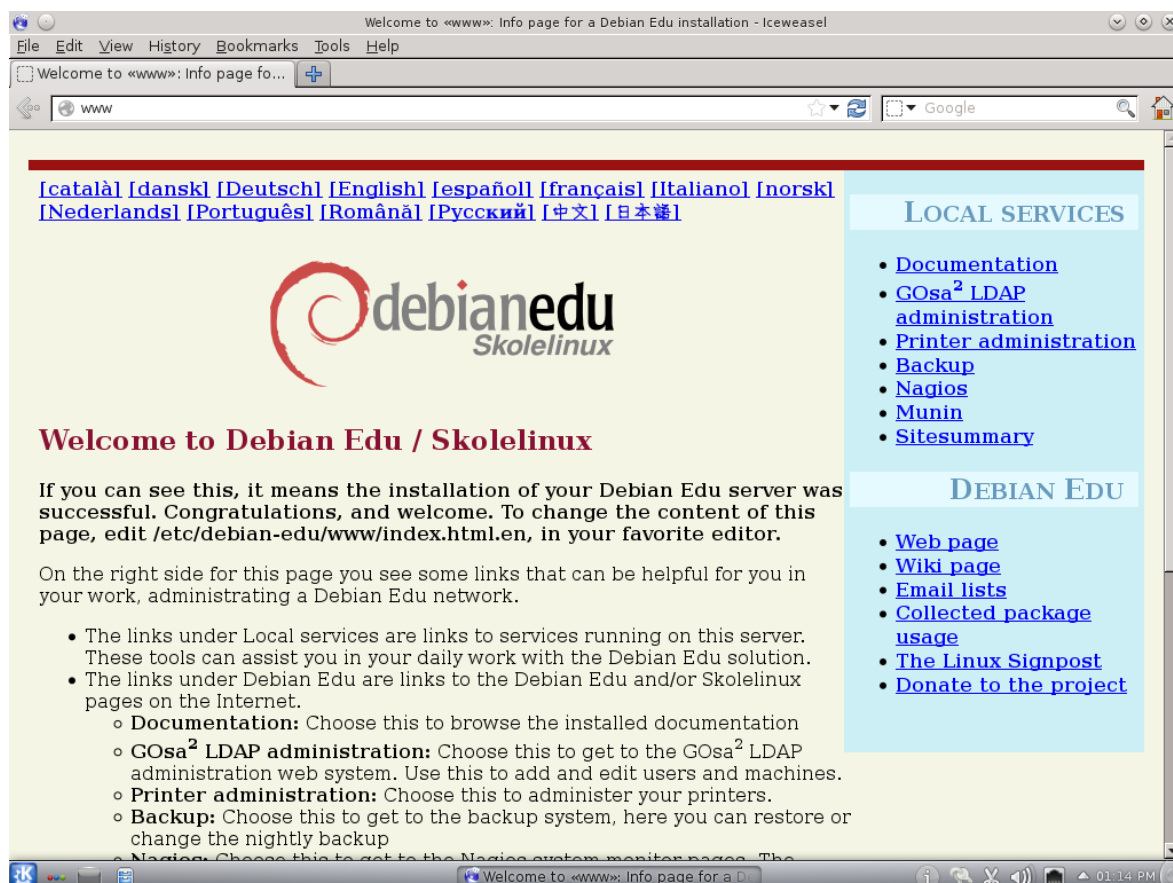 Welcome to «www»: Info page for a Debian Edu installation - Iceweasel
File Edit View History Bookmarks Tools Help
Welcome to «www»: Info page fo...
www
Google
[català] [dansk] [Deutsch] [English] [español] [français] [Italiano] [norsk]
[Nederlands] [Português] [Română] [Русский] [中文] [日本語]
debianedu
Skolelinux
Welcome to Debian Edu / Skolelinux
If you can see this, it means the installation of your Debian Edu server was
successful. Congratulations, and welcome. To change the content of this
page, edit /etc/debian-edu/www/index.html.en, in your favorite editor.
On the right side for this page you see some links that can be helpful for you in
your work, administrating a Debian Edu network.
• The links under Local services are links to services running on this server.
These tools can assist you in your daily work with the Debian Edu solution.
• The links under Debian Edu are links to the Debian Edu and/or Skolelinux
pages on the Internet.
◦ Documentation: Choose this to browse the installed documentation
◦ GOsa² LDAP administration: Choose this to get to the GOsa² LDAP
administration web system. Use this to add and edit users and machines.
◦ Printer administration: Choose this to administer your printers.
◦ Backup: Choose this to get to the backup system, here you can restore or
change the nightly backup
◦ Nagios: Choose this to get to the Nagios system monitor pages. The
LOCAL SERVICES
• Documentation
• GOsa² LDAP
administration
• Printer administration
• Backup
• Nagios
• Munin
• Sitesummary
DEBIAN EDU
• Web page
• Wiki page
• Email lists
• Collected package
usage
• The Linux Signpost
• Donate to the project
Welcome to «www»: Info page for a De
01:14 PM